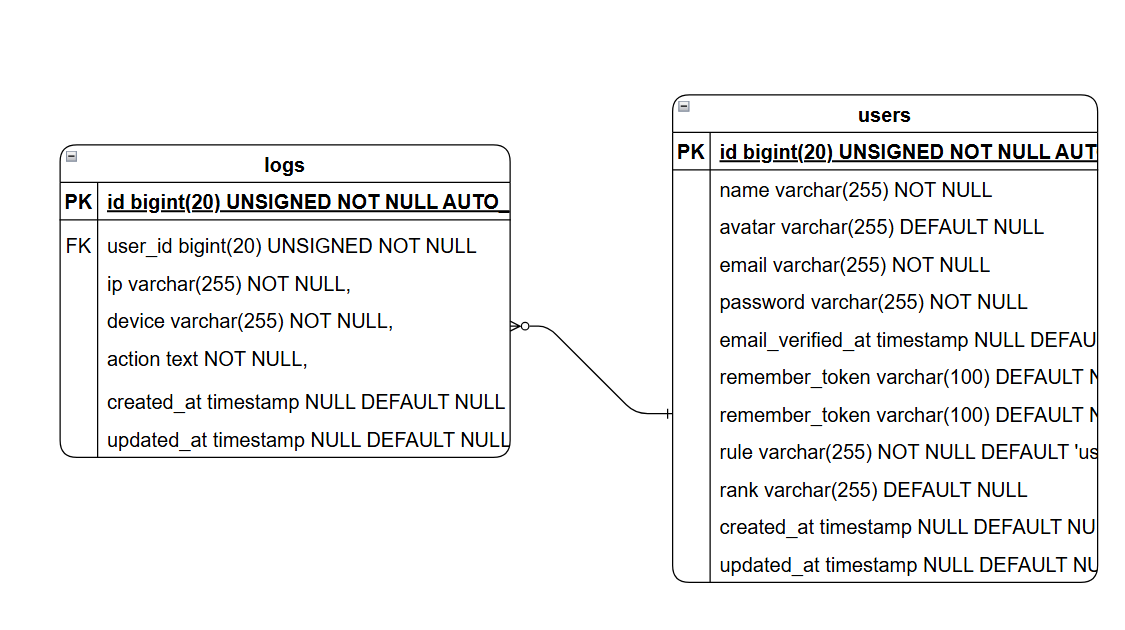 logs
PK id bigint(20) UNSIGNED NOT NULL AUTO_
FK user_id bigint(20) UNSIGNED NOT NULL
ip varchar(255) NOT NULL,
device varchar(255) NOT NULL,
action text NOT NULL,
created_at timestamp NULL DEFAULT NULL
updated_at timestamp NULL DEFAULT NULL
users
PK id bigint(20) UNSIGNED NOT NULL AUT
name varchar(255) NOT NULL
avatar varchar(255) DEFAULT NULL
email varchar(255) NOT NULL
password varchar(255) NOT NULL
email_verified_at timestamp NULL DEFAU
remember_token varchar(100) DEFAULT N
remember_token varchar(100) DEFAULT N
rule varchar(255) NOT NULL DEFAULT 'us
rank varchar(255) DEFAULT NULL
created_at timestamp NULL DEFAULT NU
updated_at timestamp NULL DEFAULT NU